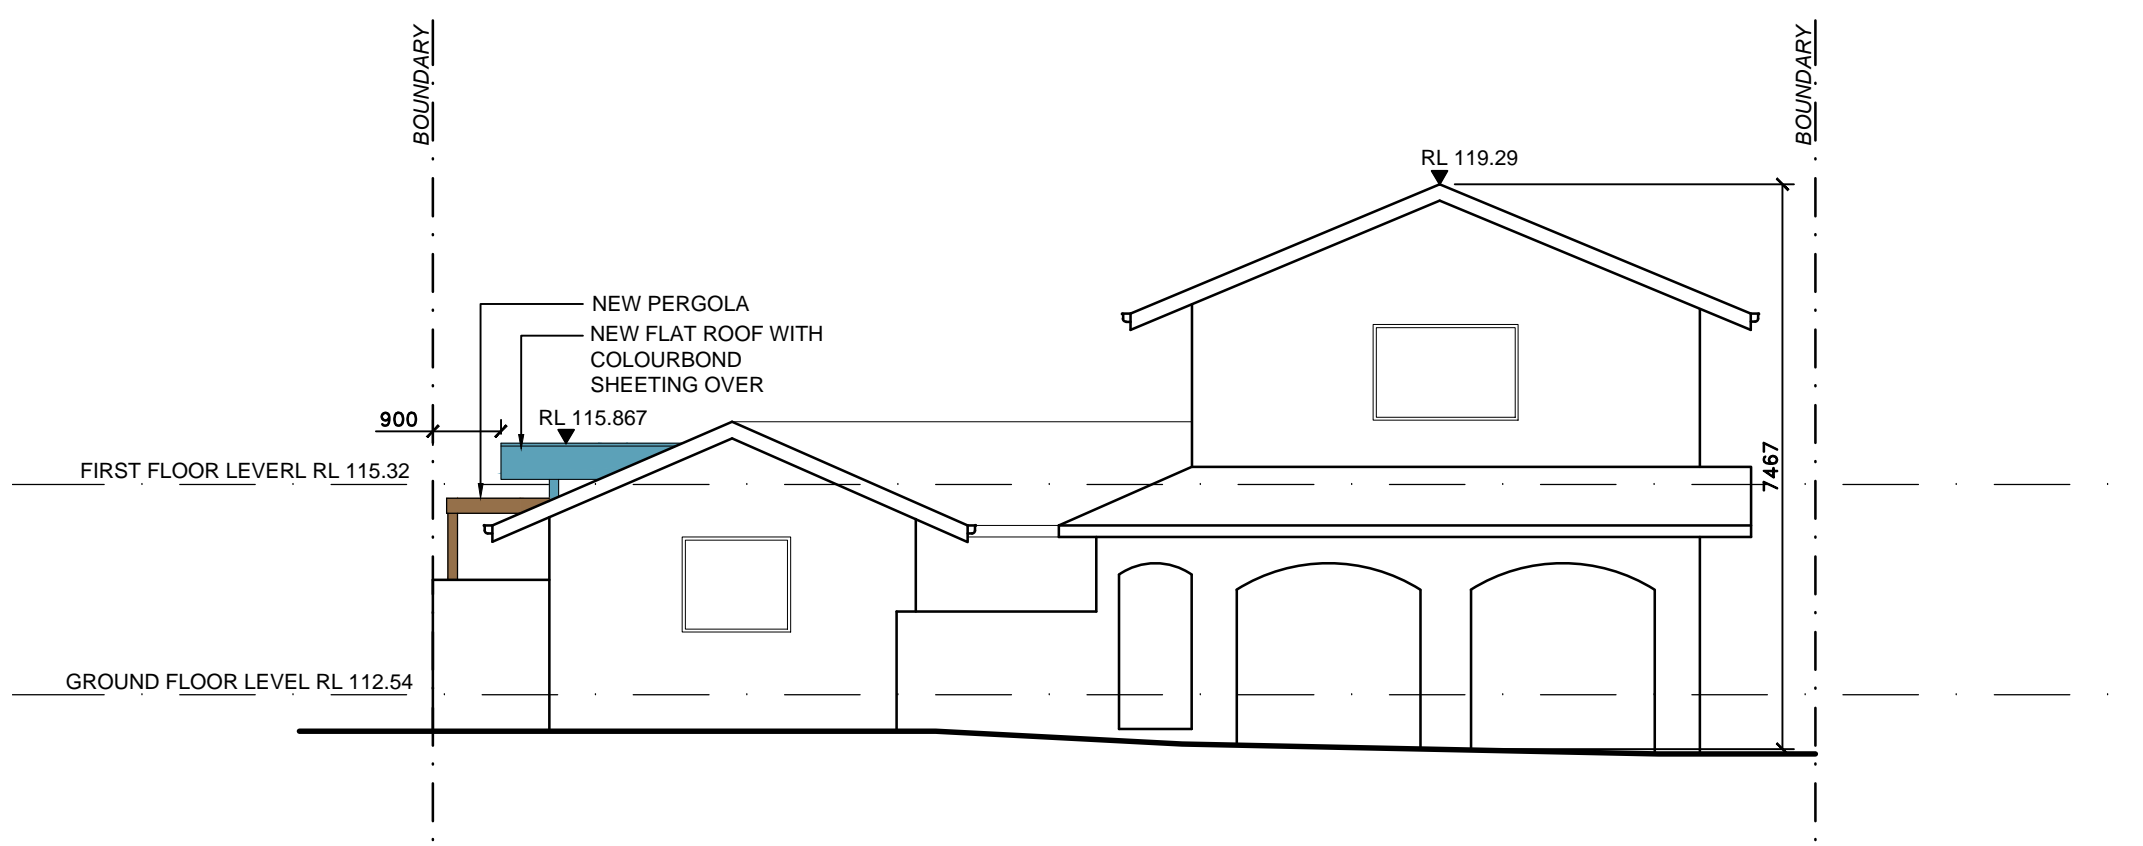 BOUNDARY
BOUNDARY
RL 119.29
NEW PERGOLA
NEW FLAT ROOF WITH
COLOURBOND
SHEETING OVER
900
RL 115.867
FIRST FLOOR LEVERL RL 115.32
7467
GROUND FLOOR LEVEL RL 112.54